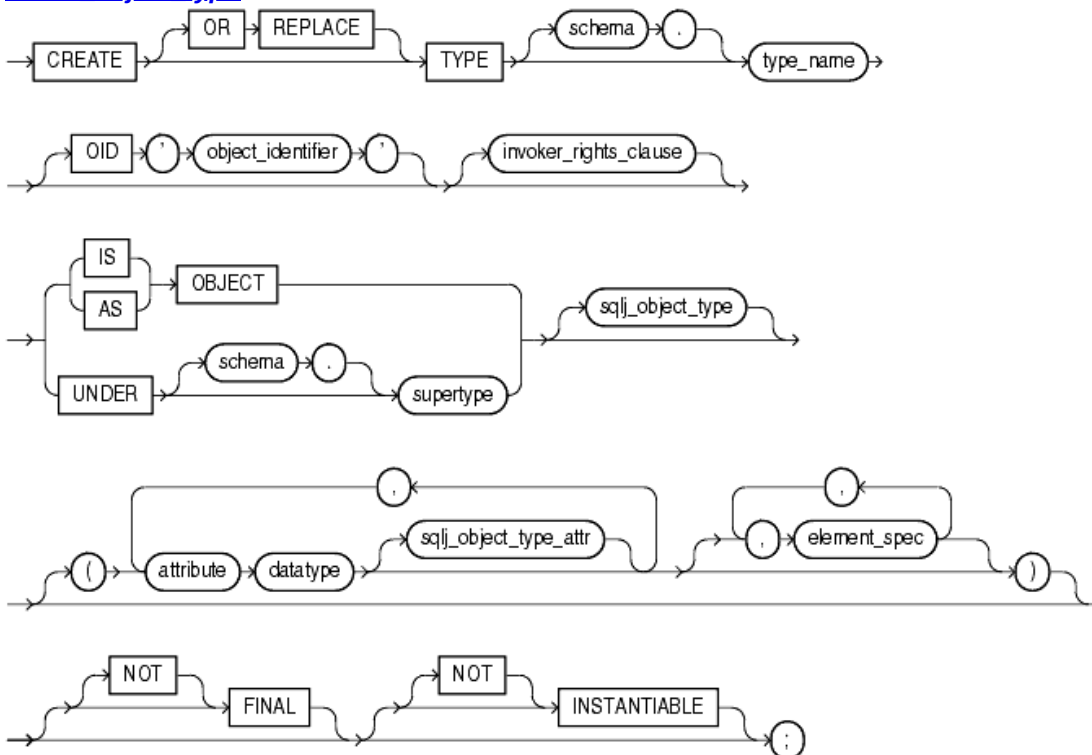 OR REPLACE schema .
CREATE TYPE type_name
OID ' object_identifier ' invoker_rights_clause
IS
OBJECT
AS sqlj_object_type
schema .
UNDER supertype
, ,
sqlj_object_type_attr
( attribute datatype , element_spec )
NOT NOT
FINAL INSTANTIABLE
;